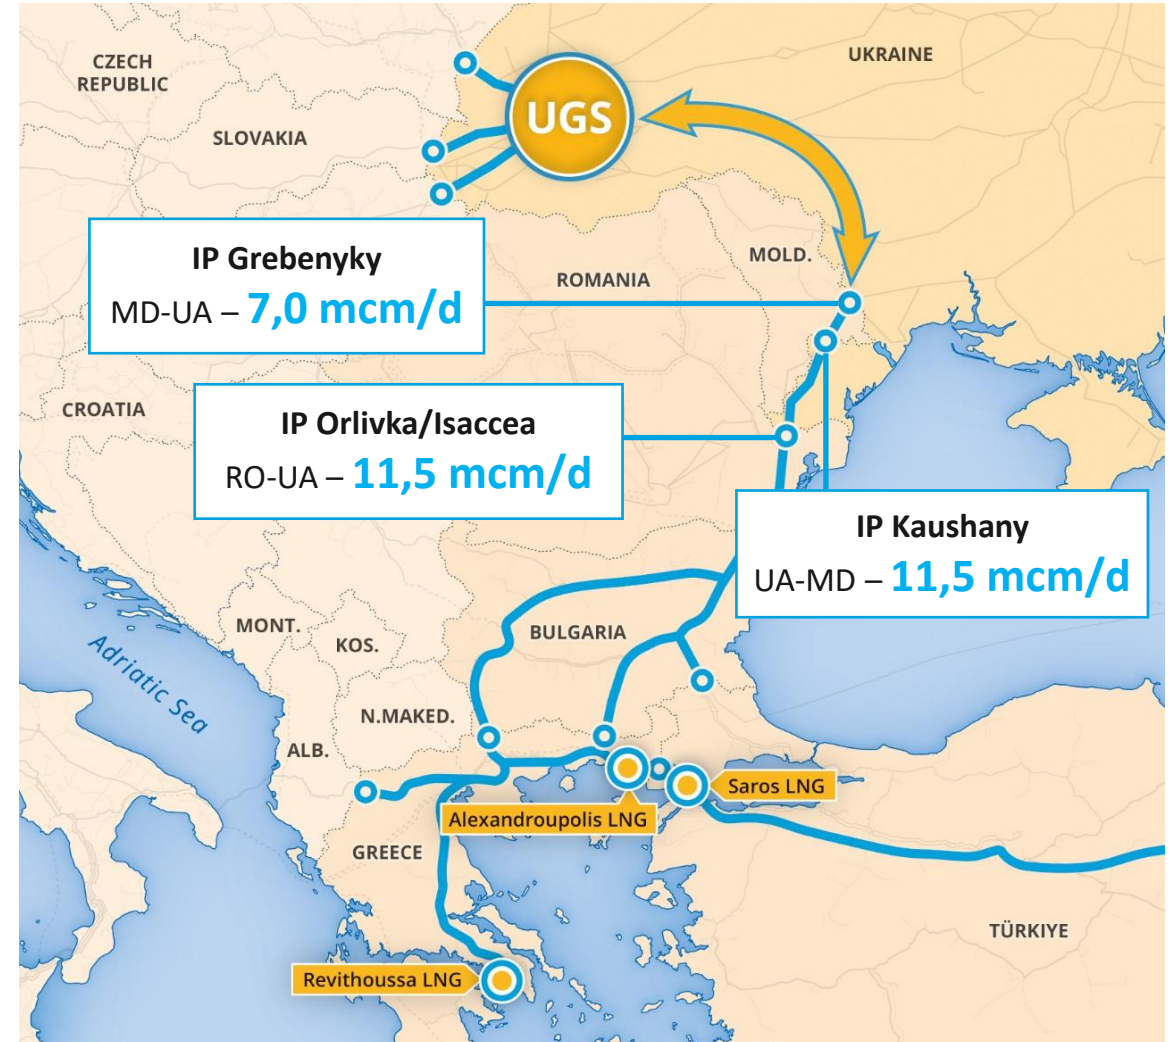 CZECH
REPUBLIC
UKRAINE
UGS
SLOVAKIA
IP Grebenyky
MD-UA – 7,0 mcm/d
MOLD.
ROMANIA
CROATIA
IP Orlivka/Isaccea
RO-UA – 11,5 mcm/d
IP Kaushany
UA-MD – 11,5 mcm/d
MONT.
KOS.
BULGARIA
Adriatic Sea
N.MAKED.
ALB.
Saros LNG
Alexandroupolis LNG
GREECE
TÜRKIYE
Revithoussa LNG